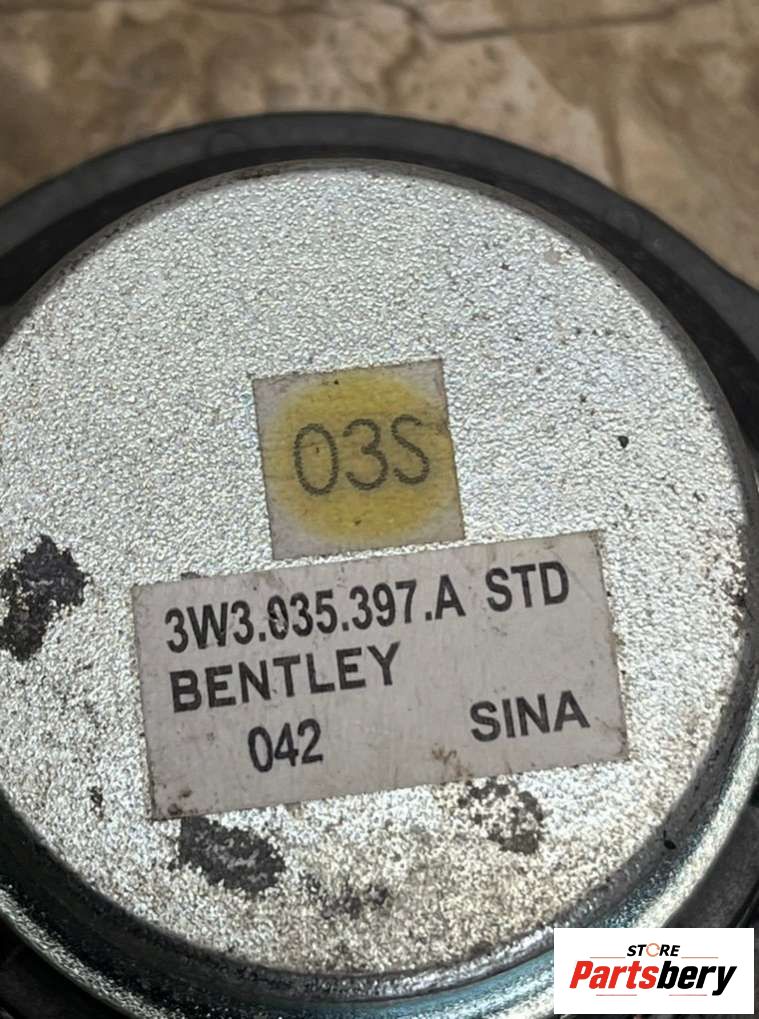 03S
3W3.035.397.A STD
BENTLEY
042 SINA
STORE
Partsbery